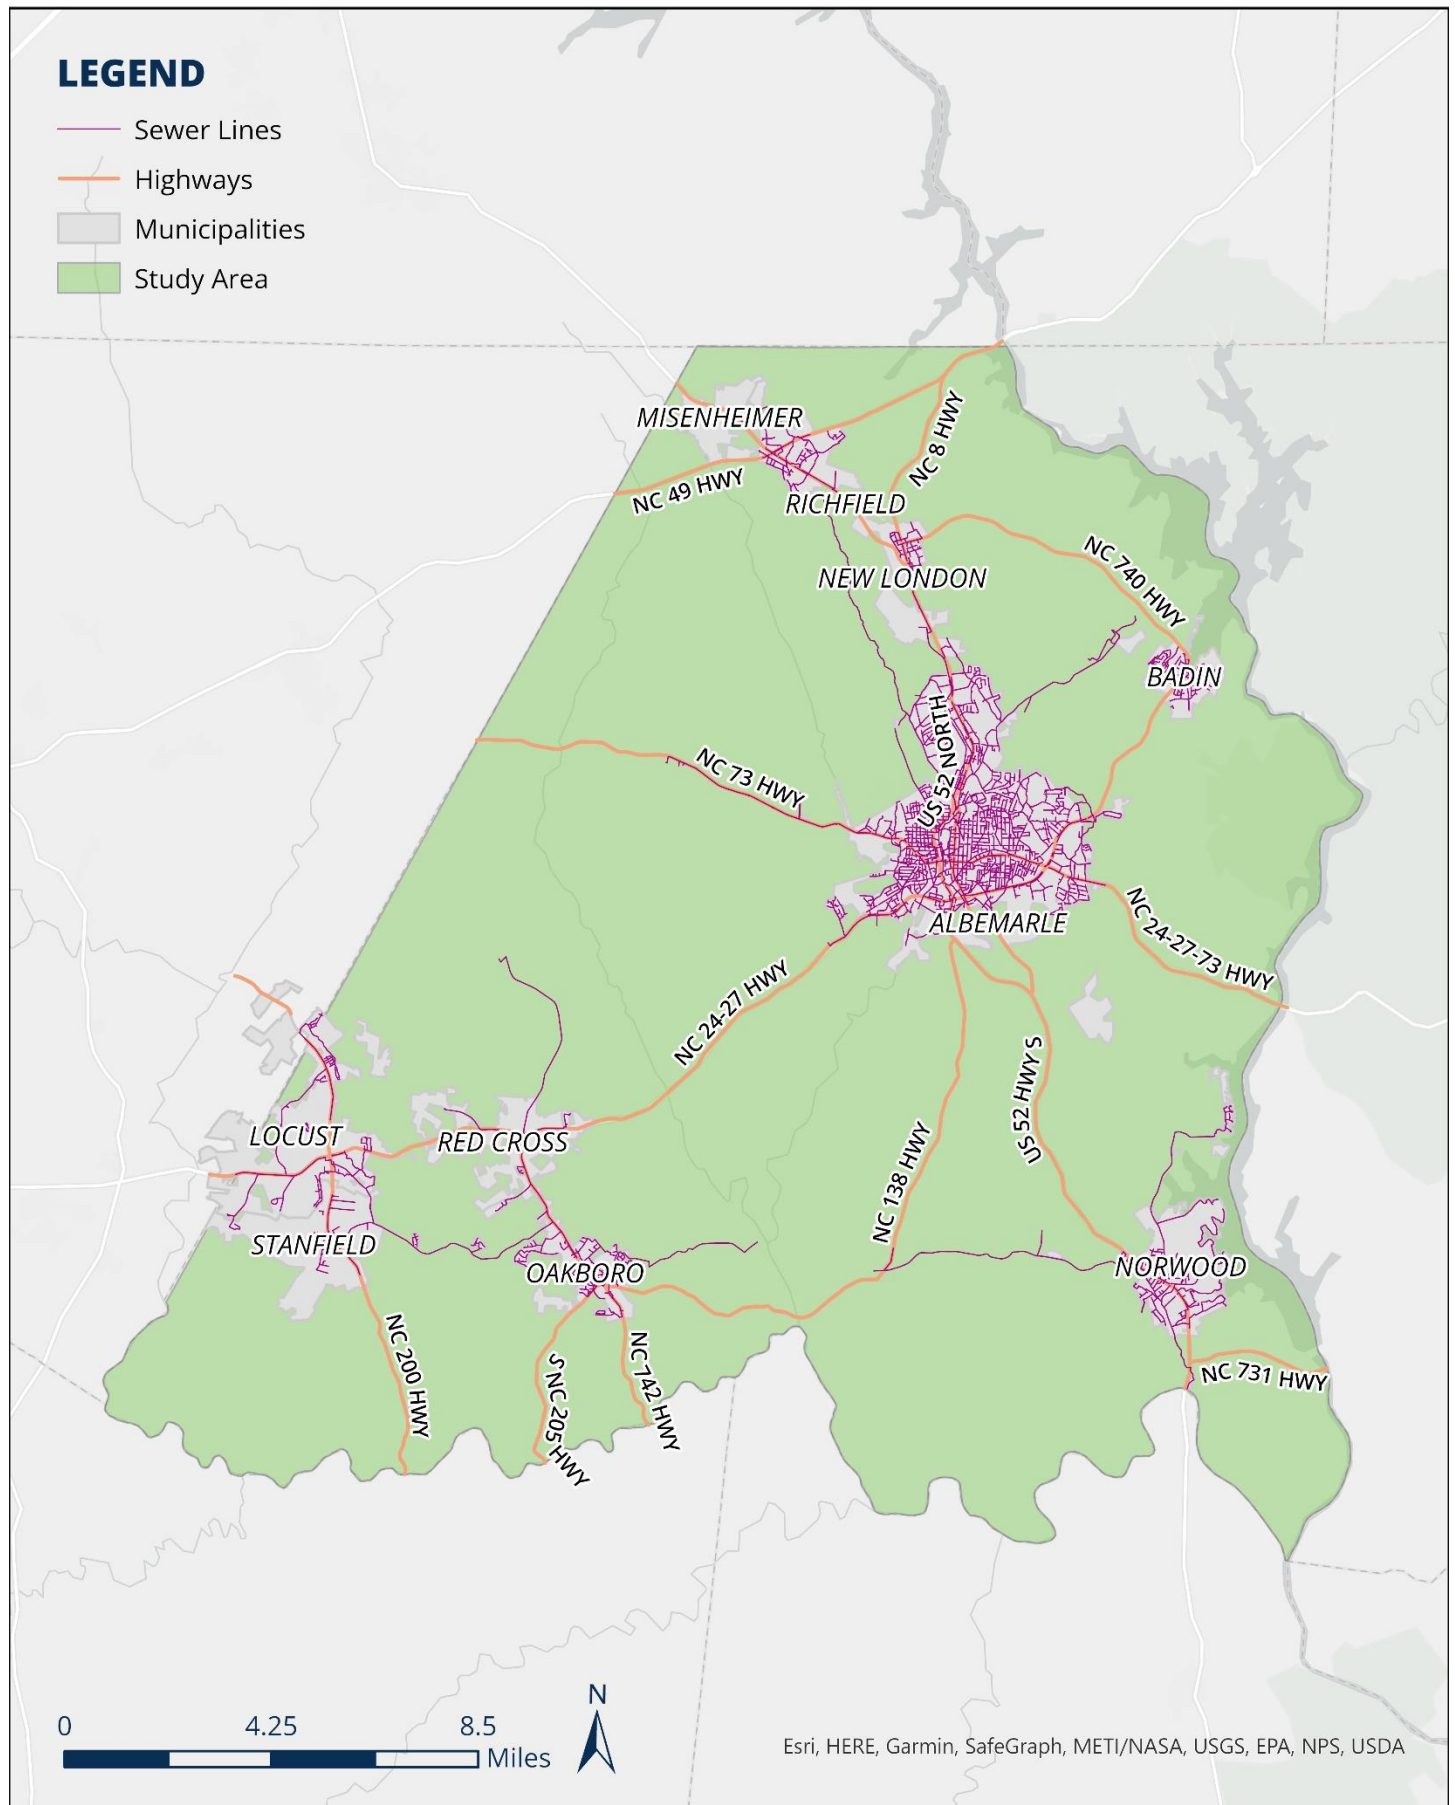 LEGEND
Sewer Lines
Highways
Municipalities
Study Area
MISENHEIMER
NC 8 HWY
NC 49 HWY
RICHFIELD
NEW LONDON
NC 740 HWY
BADIN
US 52 NORTH
NC 73 HWY
ALBEMARLE
NC 24-27-73 HWY
NC 24-27 HWY
US 52 HWY S
LOCUST
RED CROSS
NC 138 HWY
STANFIELD
OAKBORO
NORWOOD
NC 200 HWY
S NC 205 HWY
NC 742 HWY
NC 731 HWY
N
0 4.25 8.5
Miles
Esri, HERE, Garmin, SafeGraph, METI/NASA, USGS, EPA, NPS, USDA